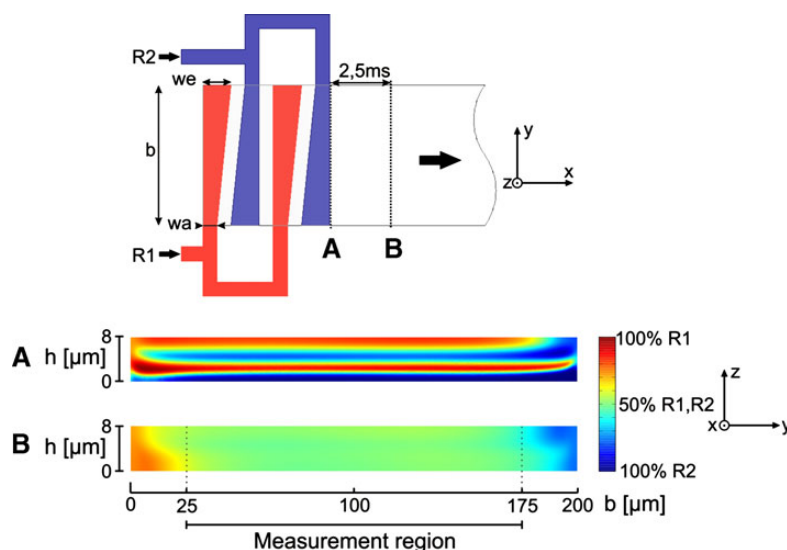 R2
we
2,5ms
b
y
x
z
wa
R1
A
B
A
h [µm]
8
0
100% R1
50% R1,R2
100% R2
z
x
y
B
h [µm]
8
0
0
25
100
175
200
b [µm]
Measurement region